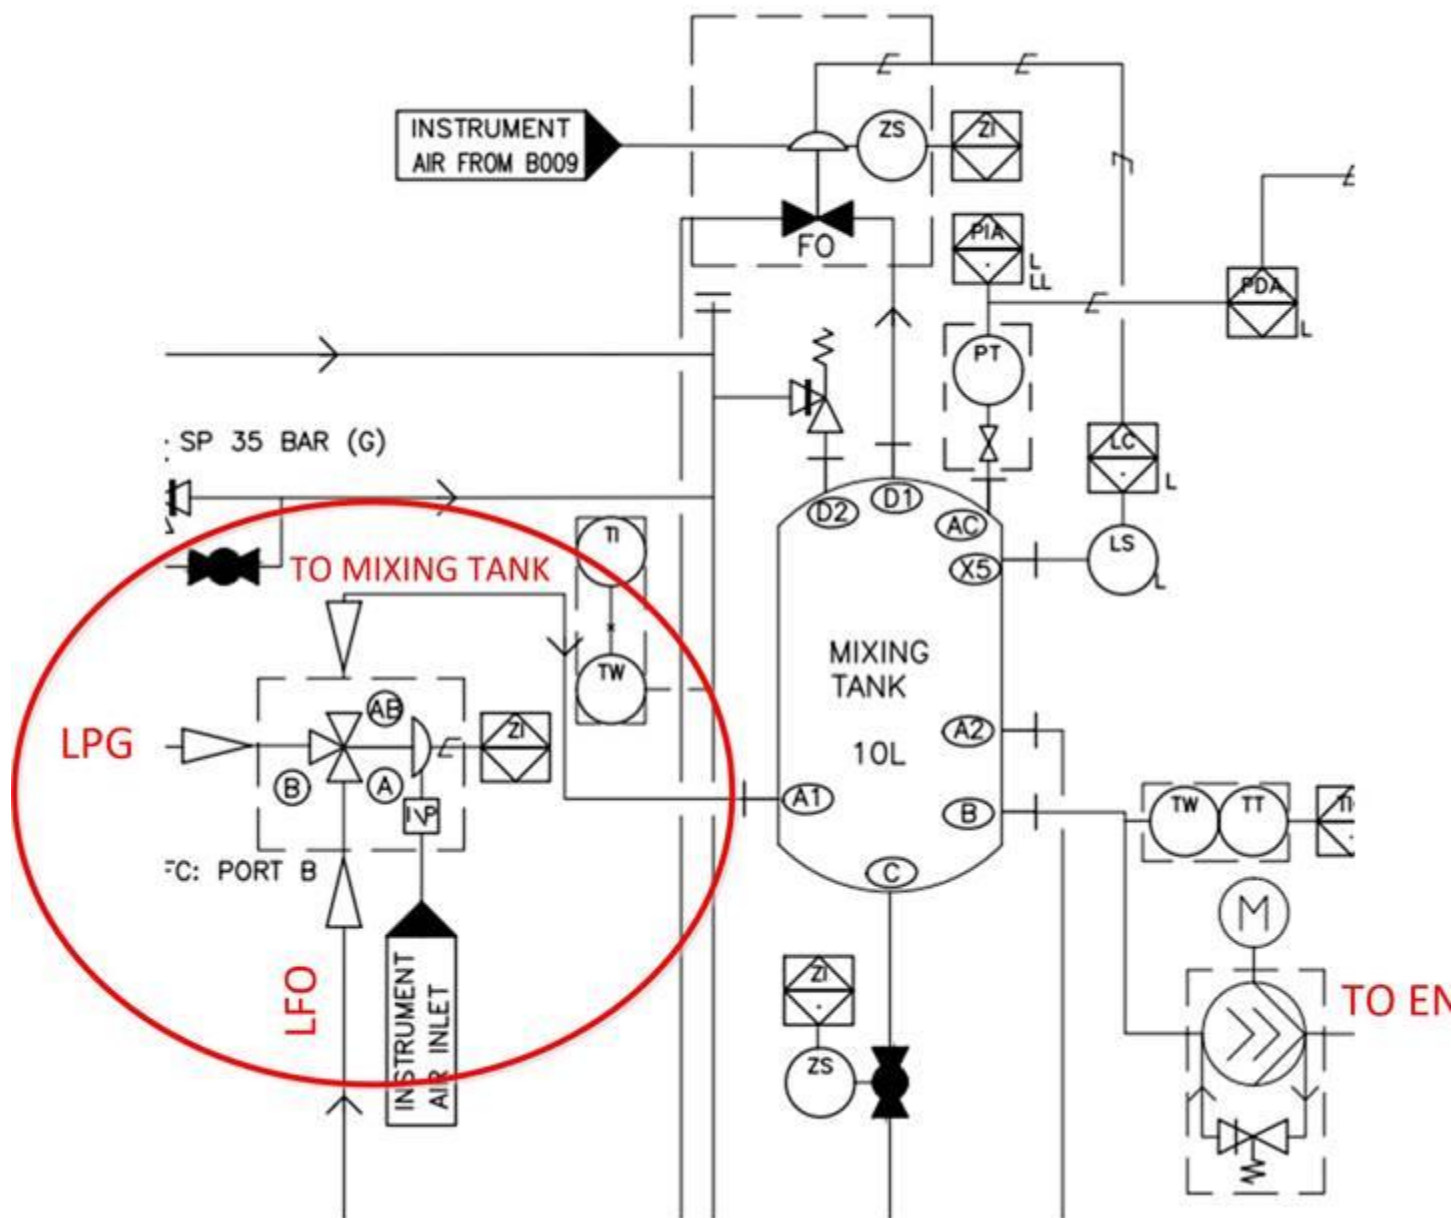 INSTRUMENT
AIR FROM B009
ZS
ZI
FO
PIA
L
LL
PDA
L
PT
SP 35 BAR (G)
LC
L
D2
D1
AC
TI
LS
L
X5
TO MIXING TANK
MIXING
TANK
TW
AB
LPG
ZI
10L
A2
B
A
A1
B
I\P
TW
TT
FC: PORT B
C
M
LFO
INSTRUMENT
AIR INLET
ZI
TO EN
ZS